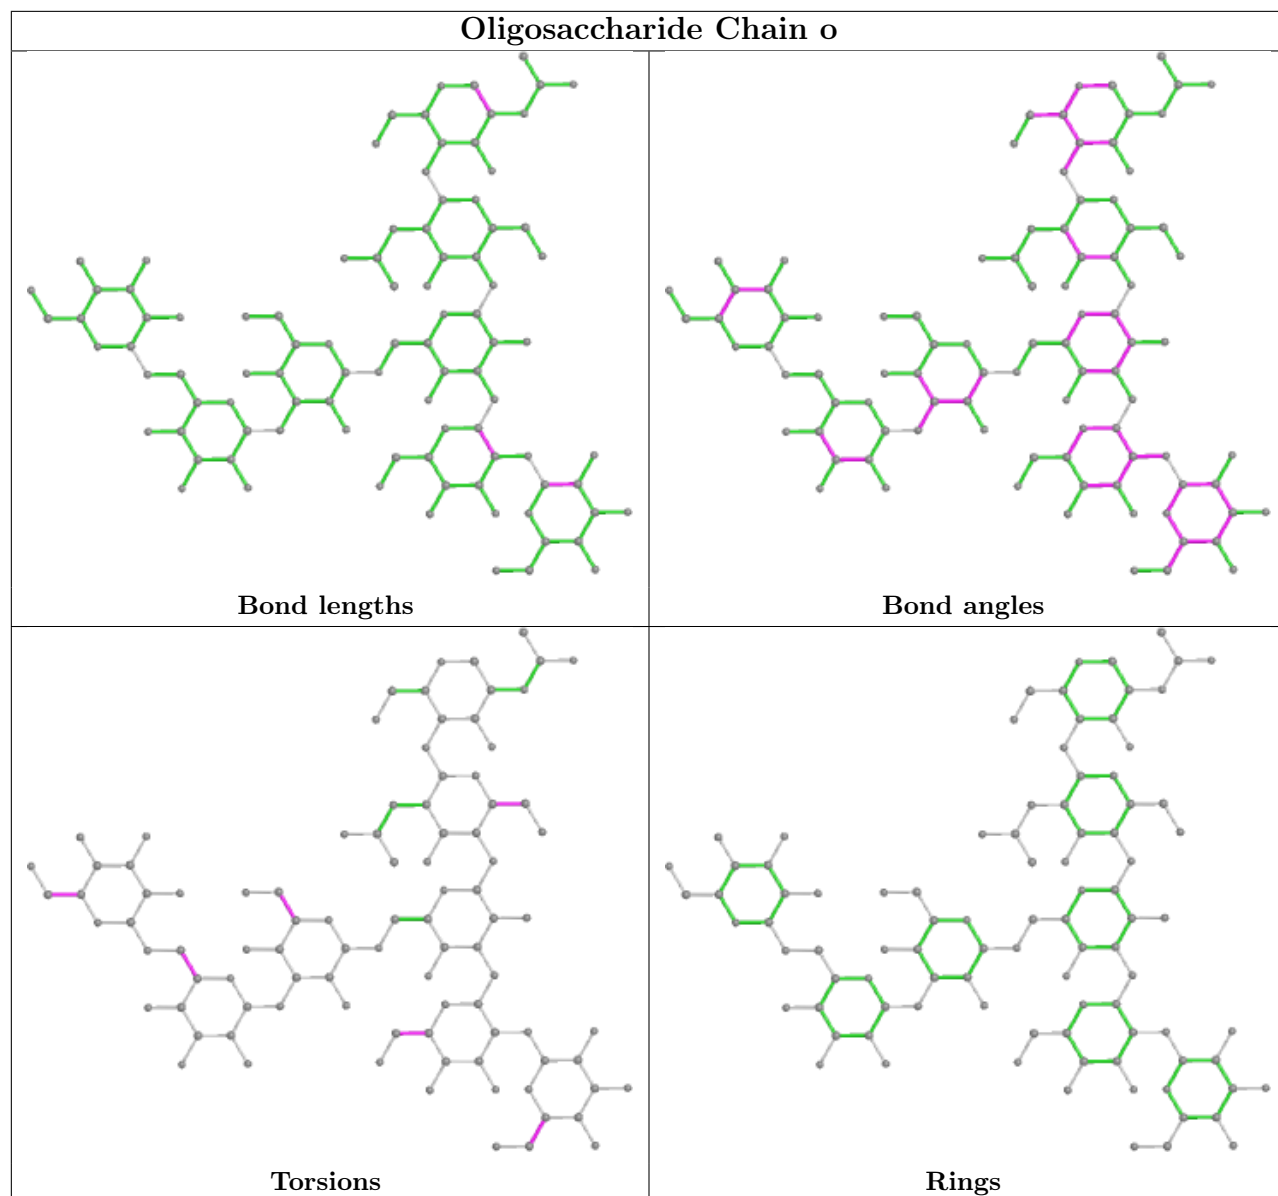 Oligosaccharide Chain o
Bond lengths
Bond angles
Torsions
Rings